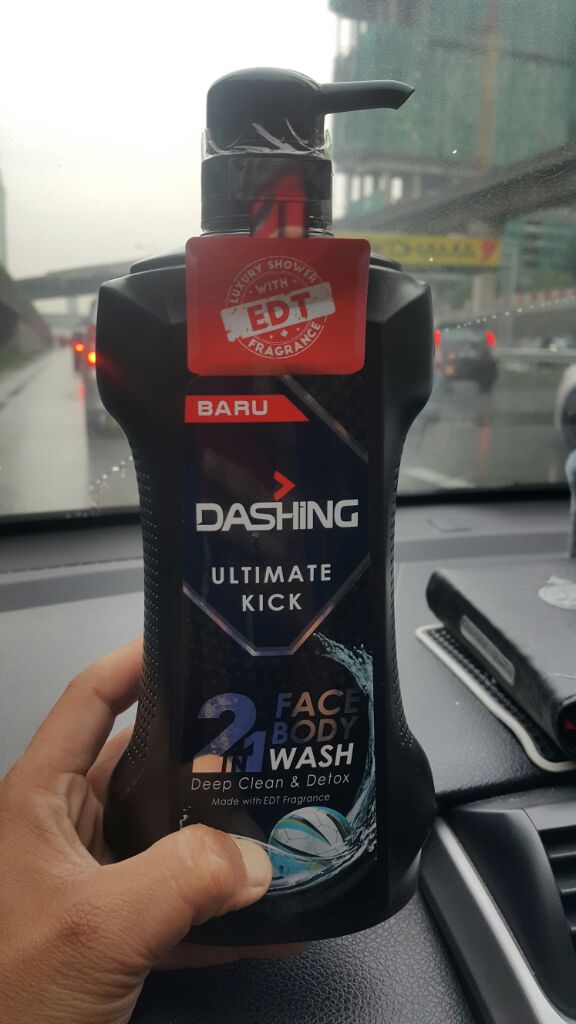 LUXURY SHOWER
WITH
EDT
FRAGRANCE
BARU
DASHiNG
ULTIMATE
KICK
2 IN 1
FACE
BODY
WASH
Deep Clean & Detox
Made with EDT Fragrance